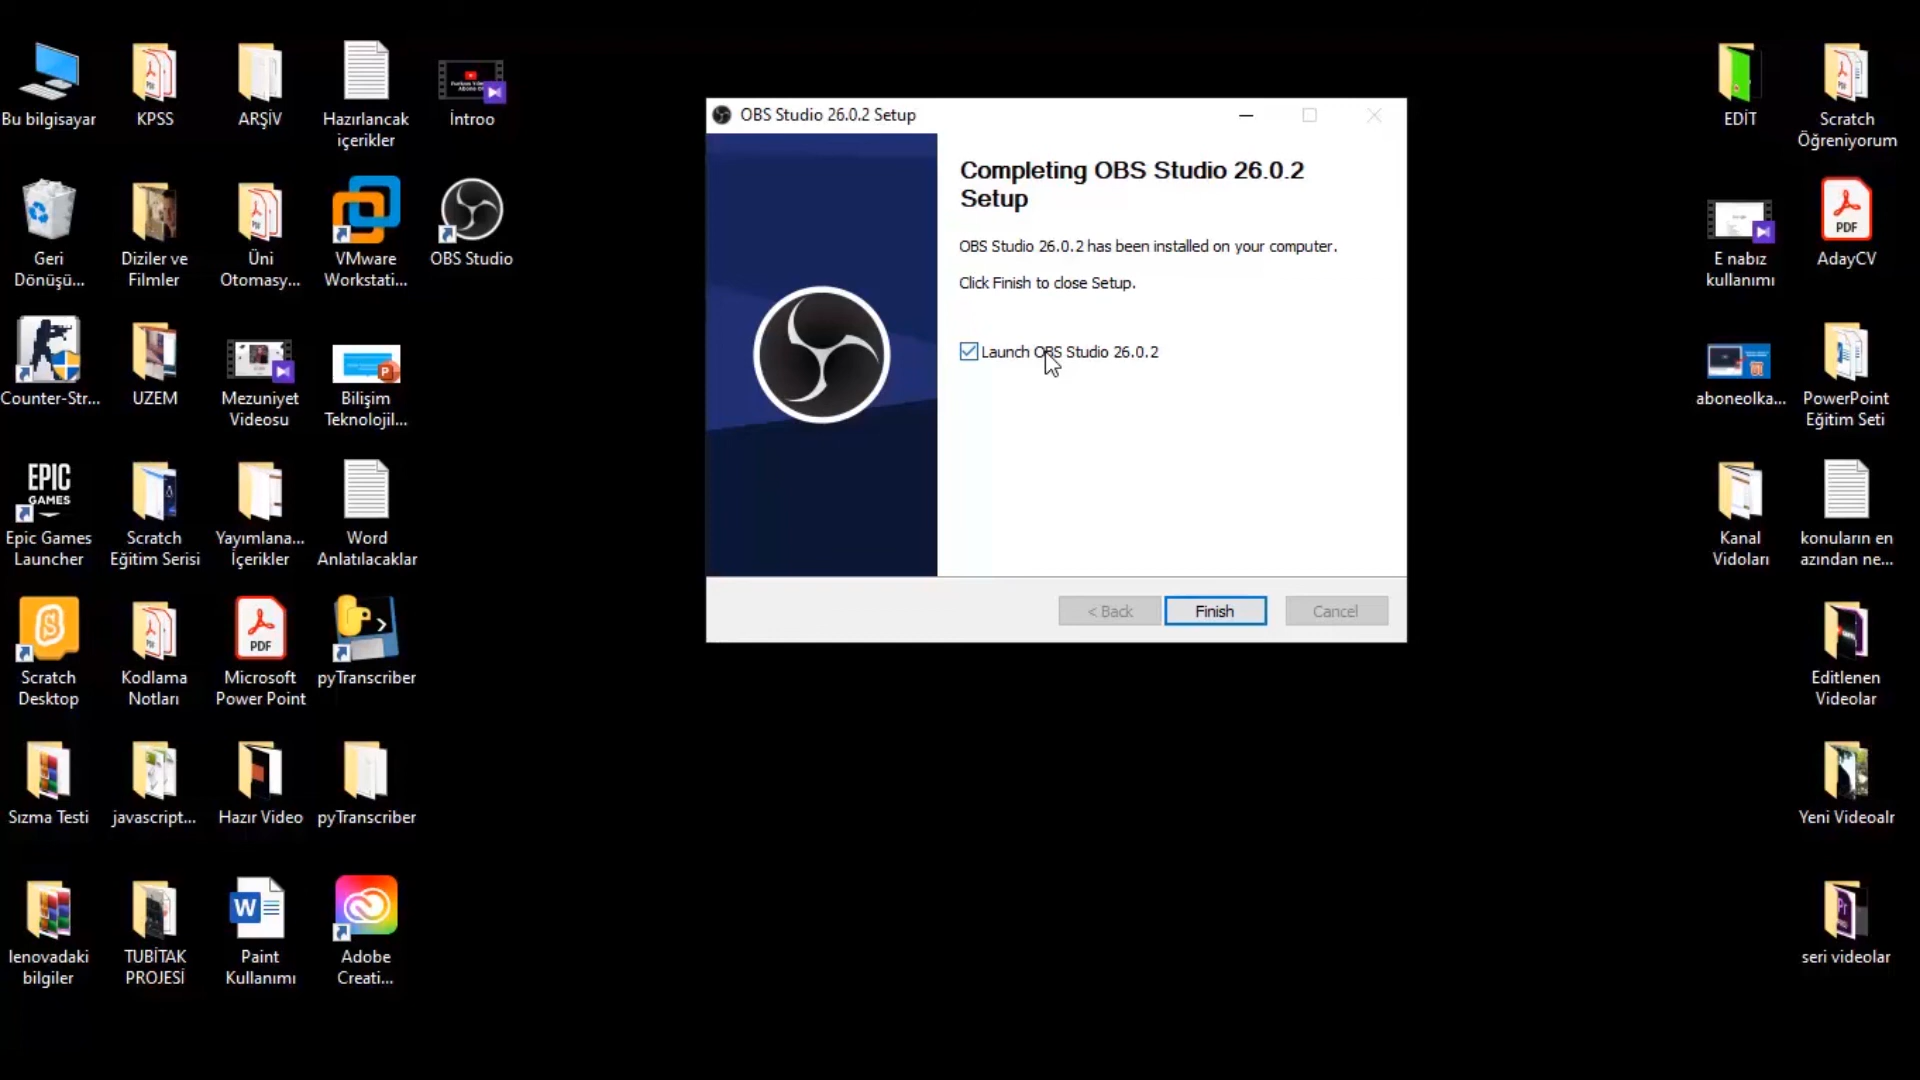 Bu bilgisayar
KPSS
ARŞİV
Hazırlancak
içerikler
İntroo
Geri
Dönüşü...
Diziler ve
Filmler
Üni
Otomasy...
VMware
Workstati...
OBS Studio
Counter-Str...
UZEM
Mezuniyet
Videosu
Bilişim
Teknolojil...
EPIC
GAMES
Epic Games
Launcher
Scratch
Eğitim Serisi
Yayımlana...
İçerikler
Word
Anlatılacaklar
Scratch
Desktop
Kodlama
Notları
PDF
Microsoft
Power Point
pyTranscriber
Sızma Testi
javascript...
Hazır Video
pyTranscriber
lenovadaki
bilgiler
TUBİTAK
PROJESİ
Paint
Kullanımı
Adobe
Creati...
OBS Studio 26.0.2 Setup
Completing OBS Studio 26.0.2
Setup
OBS Studio 26.0.2 has been installed on your computer.
Click Finish to close Setup.
Launch OBS Studio 26.0.2
< Back
Finish
Cancel
EDİT
Scratch
Öğreniyorum
E nabız
kullanımı
PDF
AdayCV
aboneolka...
PowerPoint
Eğitim Seti
Kanal
Vidoları
konuların en
azından ne...
Editlenen
Videolar
Yeni Videoalr
seri videolar